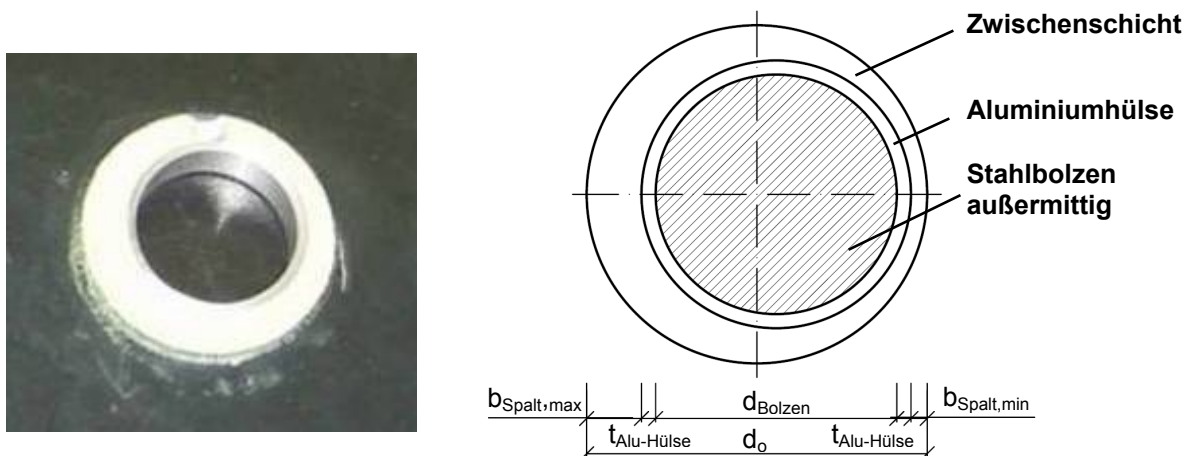 Zwischenschicht
Aluminiumhülse
Stahlbolzen
außermittig
bSpalt,max
dBolzen
bSpalt,min
tAlu-Hülse
tAlu-Hülse
do